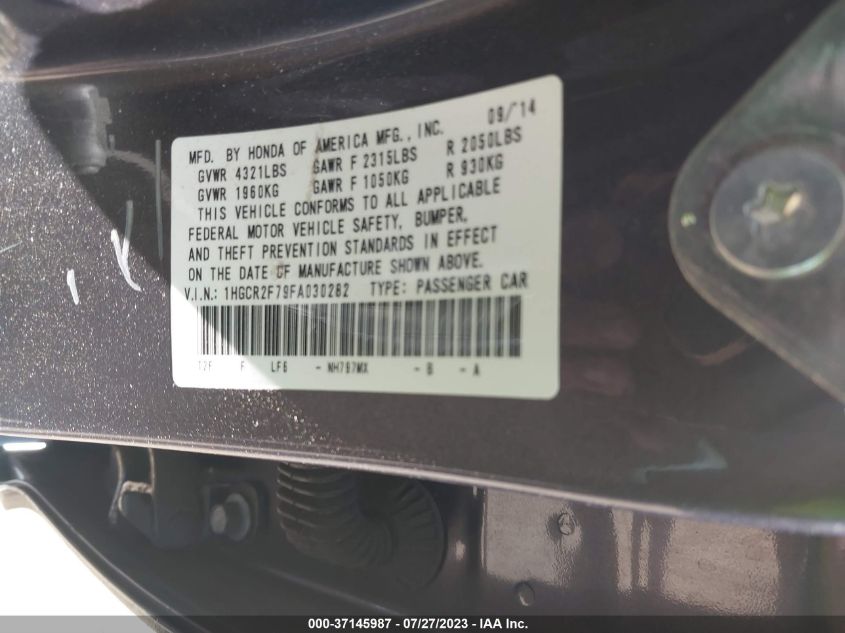 09/'14
MFD. BY HONDA OF AMERICA MFG., INC.
GVWR 4321LBS GAWR F 2315LBS R 2050LBS
GVWR 1960KG GAWR F 1050KG R 930KG
THIS VEHICLE CONFORMS TO ALL APPLICABLE
FEDERAL MOTOR VEHICLE SAFETY, BUMPER,
AND THEFT PREVENTION STANDARDS IN EFFECT
ON THE DATE OF MANUFACTURE SHOWN ABOVE.
V.I.N.: 1HGCR2F79FA030282 TYPE: PASSENGER CAR
T2F F LF6 - NH797MX - B - A
000-37145987 / 07/27/2023 - IAA Inc.